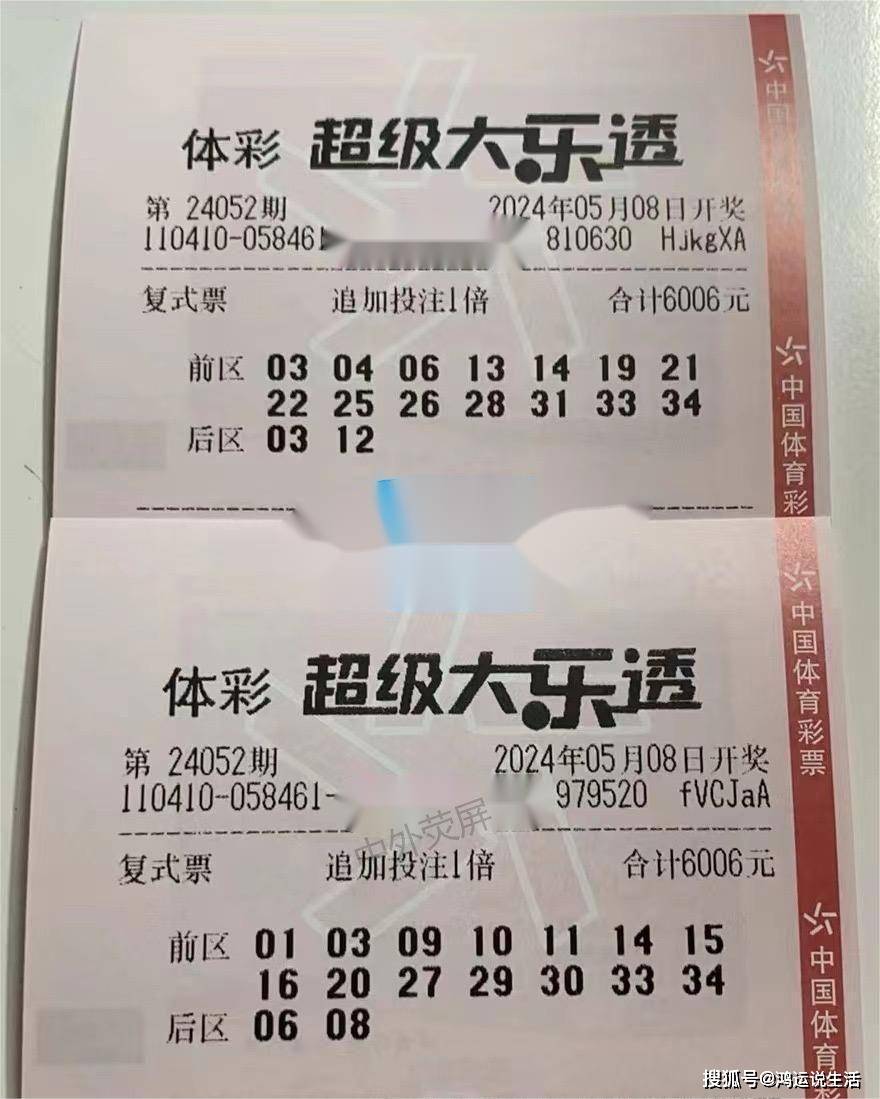 体彩 超级大乐透
第 24052期 2024年05月08日开奖
110410-058461 810630 HJkgXA
复式票 追加投注1倍 合计6006元
前区 03 04 06 13 14 19 21
22 25 26 28 31 33 34
后区 03 12
中国
中国体育彩
体彩 超级大乐透
第 24052期 2024年05月08日开奖
110410-058461- 979520 fVCJaA
中外荧屏
复式票 追加投注1倍 合计6006元
前区 01 03 09 10 11 14 15
16 20 27 29 30 33 34
后区 06 08
中国体育彩票
中国体育彩
搜狐号@鸿运说生活